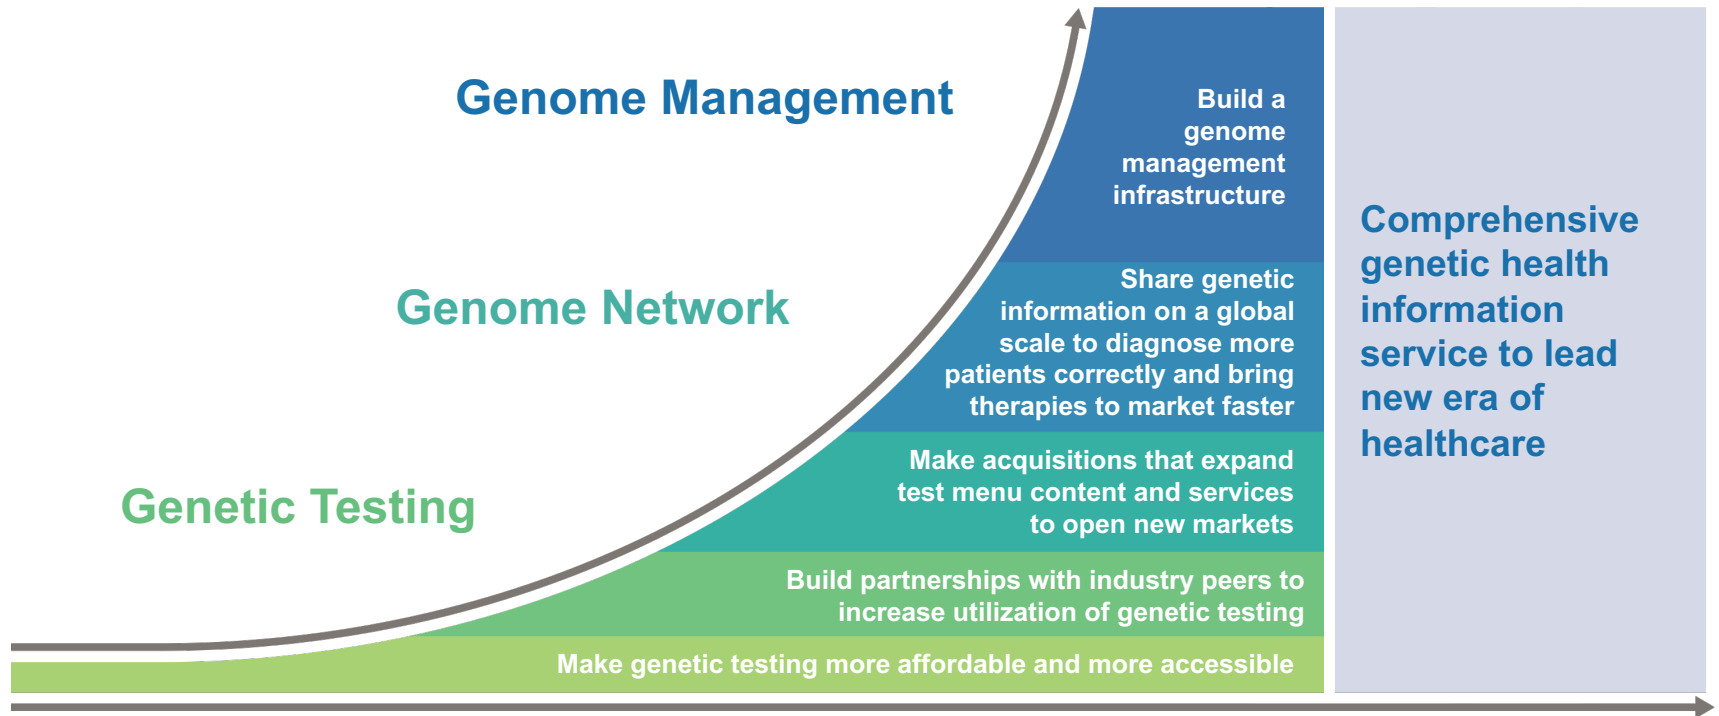 Genome Management
Build a
genome
management
infrastructure
Genome Network
Share genetic
information on a global
scale to diagnose more
patients correctly and bring
therapies to market faster
Genetic Testing
Make acquisitions that expand
test menu content and services
to open new markets
Build partnerships with industry peers to
increase utilization of genetic testing
Make genetic testing more affordable and more accessible
Comprehensive
genetic health
information
service to lead
new era of
healthcare